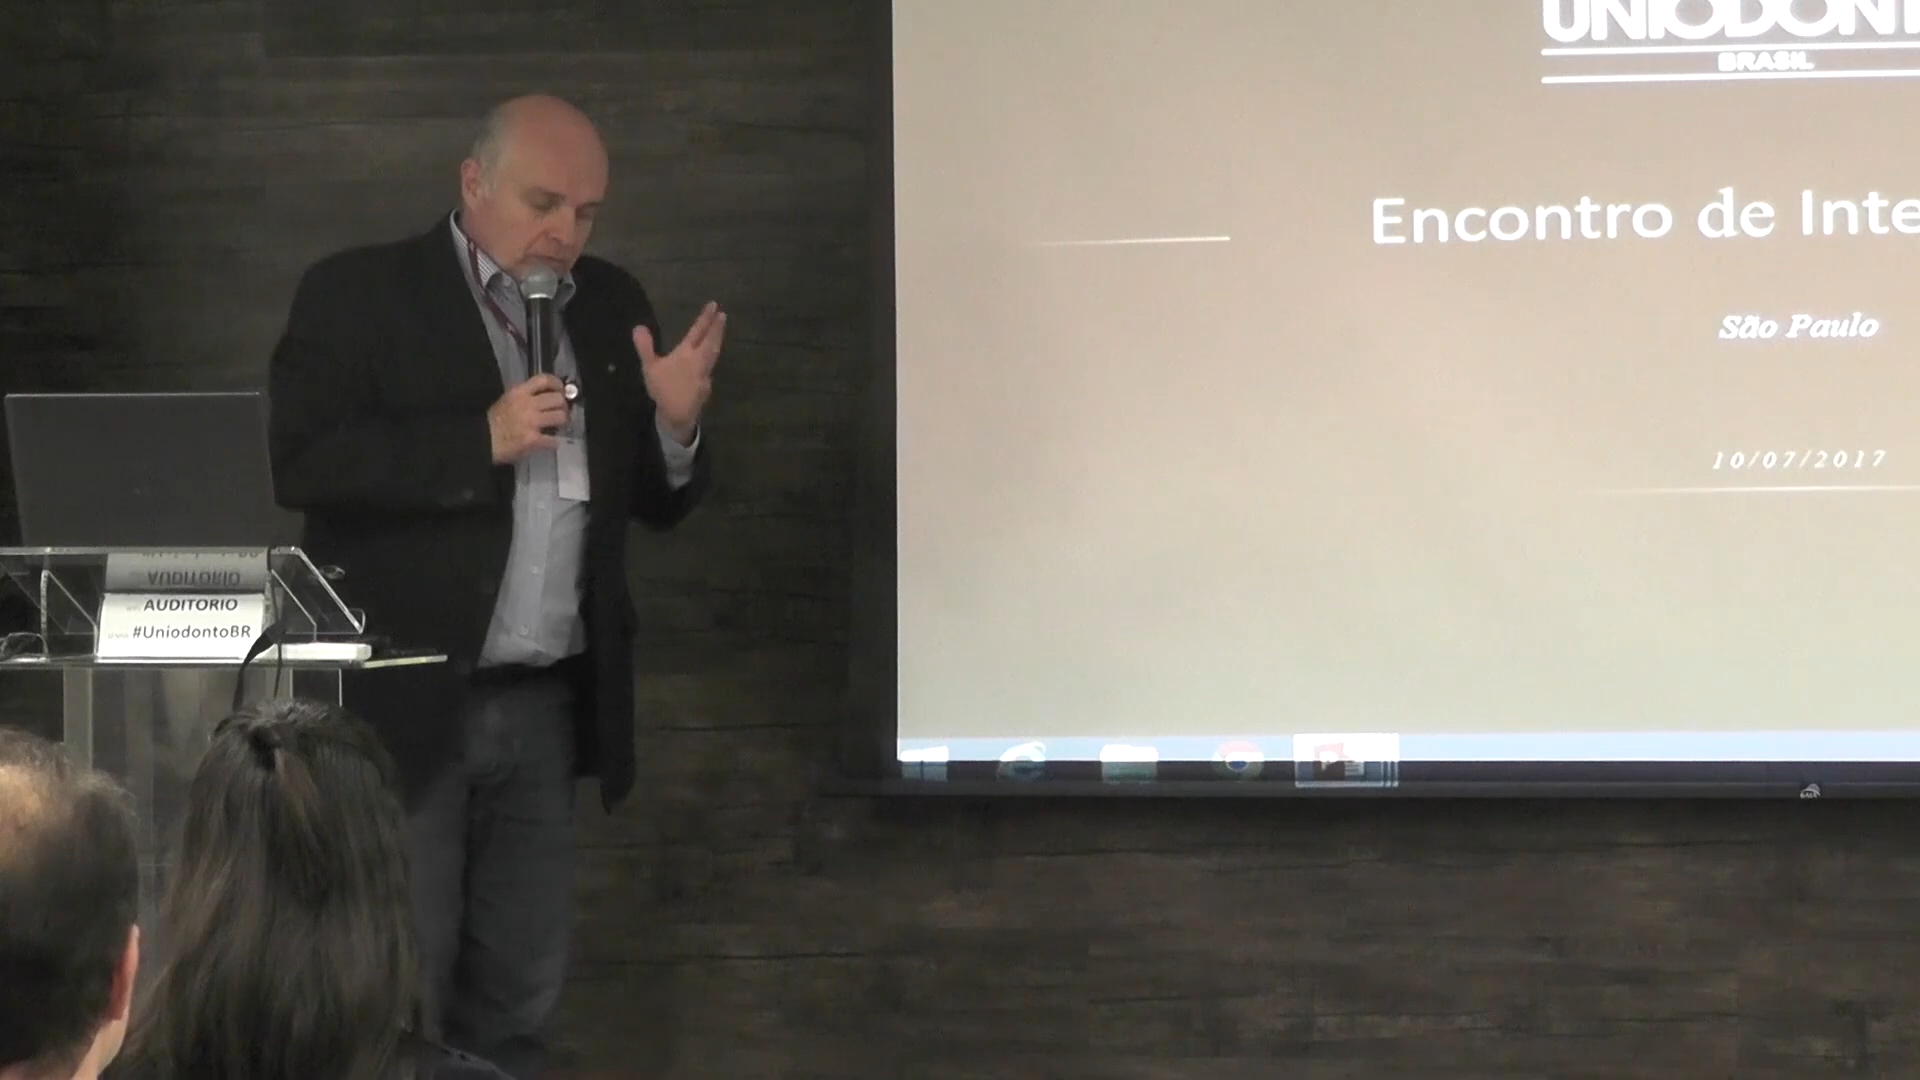 UNIODONT
BRASIL
Encontro de Inte
São Paulo
10/07/2017
AUDITORIO
AUDITORIO
#UniodontoBR